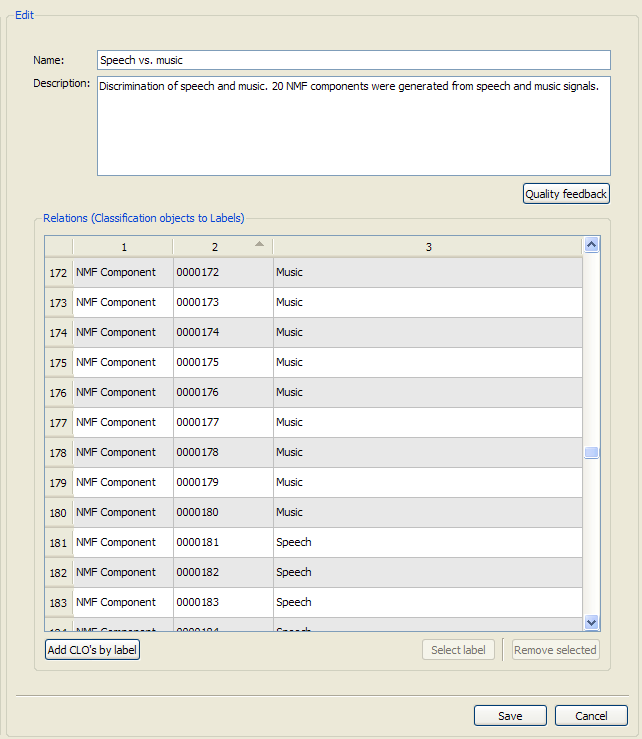 Edit
Name: Speech vs. music
Description: Discrimination of speech and music. 20 NMF components were generated from speech and music signals.
Quality feedback
Relations (Classification objects to Labels)
1 2 3
172 NMF Component 0000172 Music
173 NMF Component 0000173 Music
174 NMF Component 0000174 Music
175 NMF Component 0000175 Music
176 NMF Component 0000176 Music
177 NMF Component 0000177 Music
178 NMF Component 0000178 Music
179 NMF Component 0000179 Music
180 NMF Component 0000180 Music
181 NMF Component 0000181 Speech
182 NMF Component 0000182 Speech
183 NMF Component 0000183 Speech
184 NMF Component 0000184 Speech
Add CLO's by label Select label Remove selected
Save Cancel